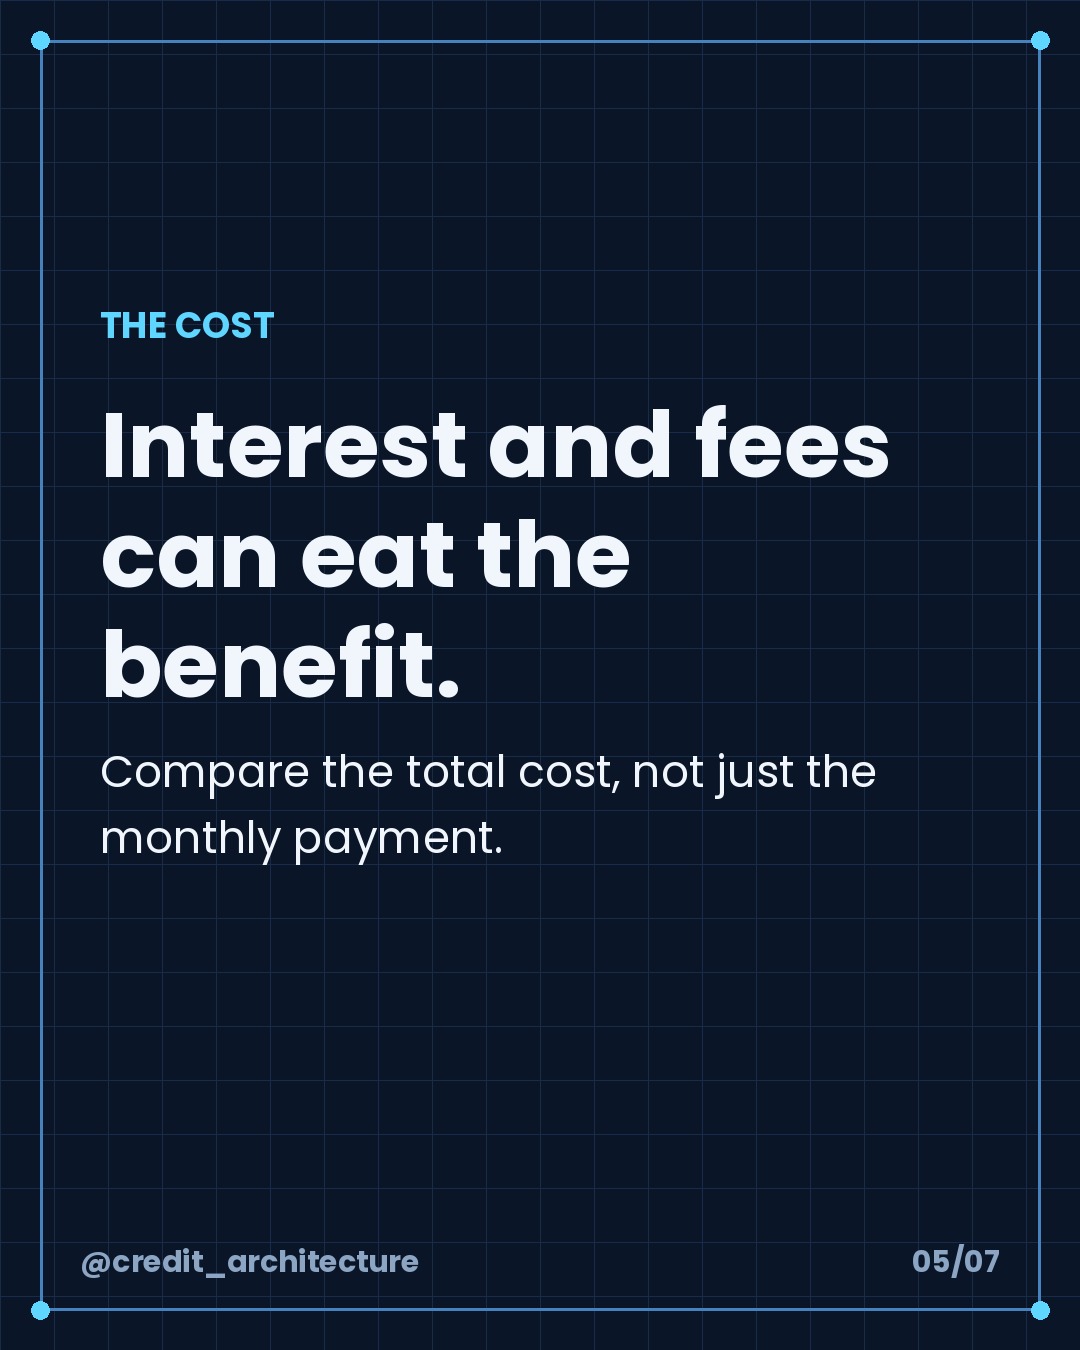 THE COST
Interest and fees
can eat the
benefit.
Compare the total cost, not just the
monthly payment.
@credit_architecture
05/07